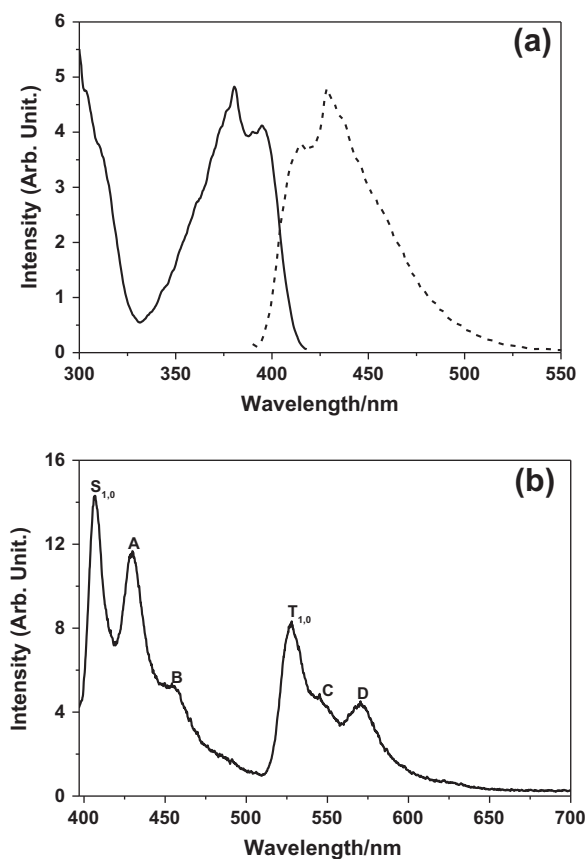 (a)
6
5
4
3
2
1
0
Intensity (Arb. Unit.)
300 350 400 450 500 550
Wavelength/nm
(b)
16
12
8
4
0
Intensity (Arb. Unit.)
S1,0
A
B
T1,0
C
D
400 450 500 550 600 650 700
Wavelength/nm